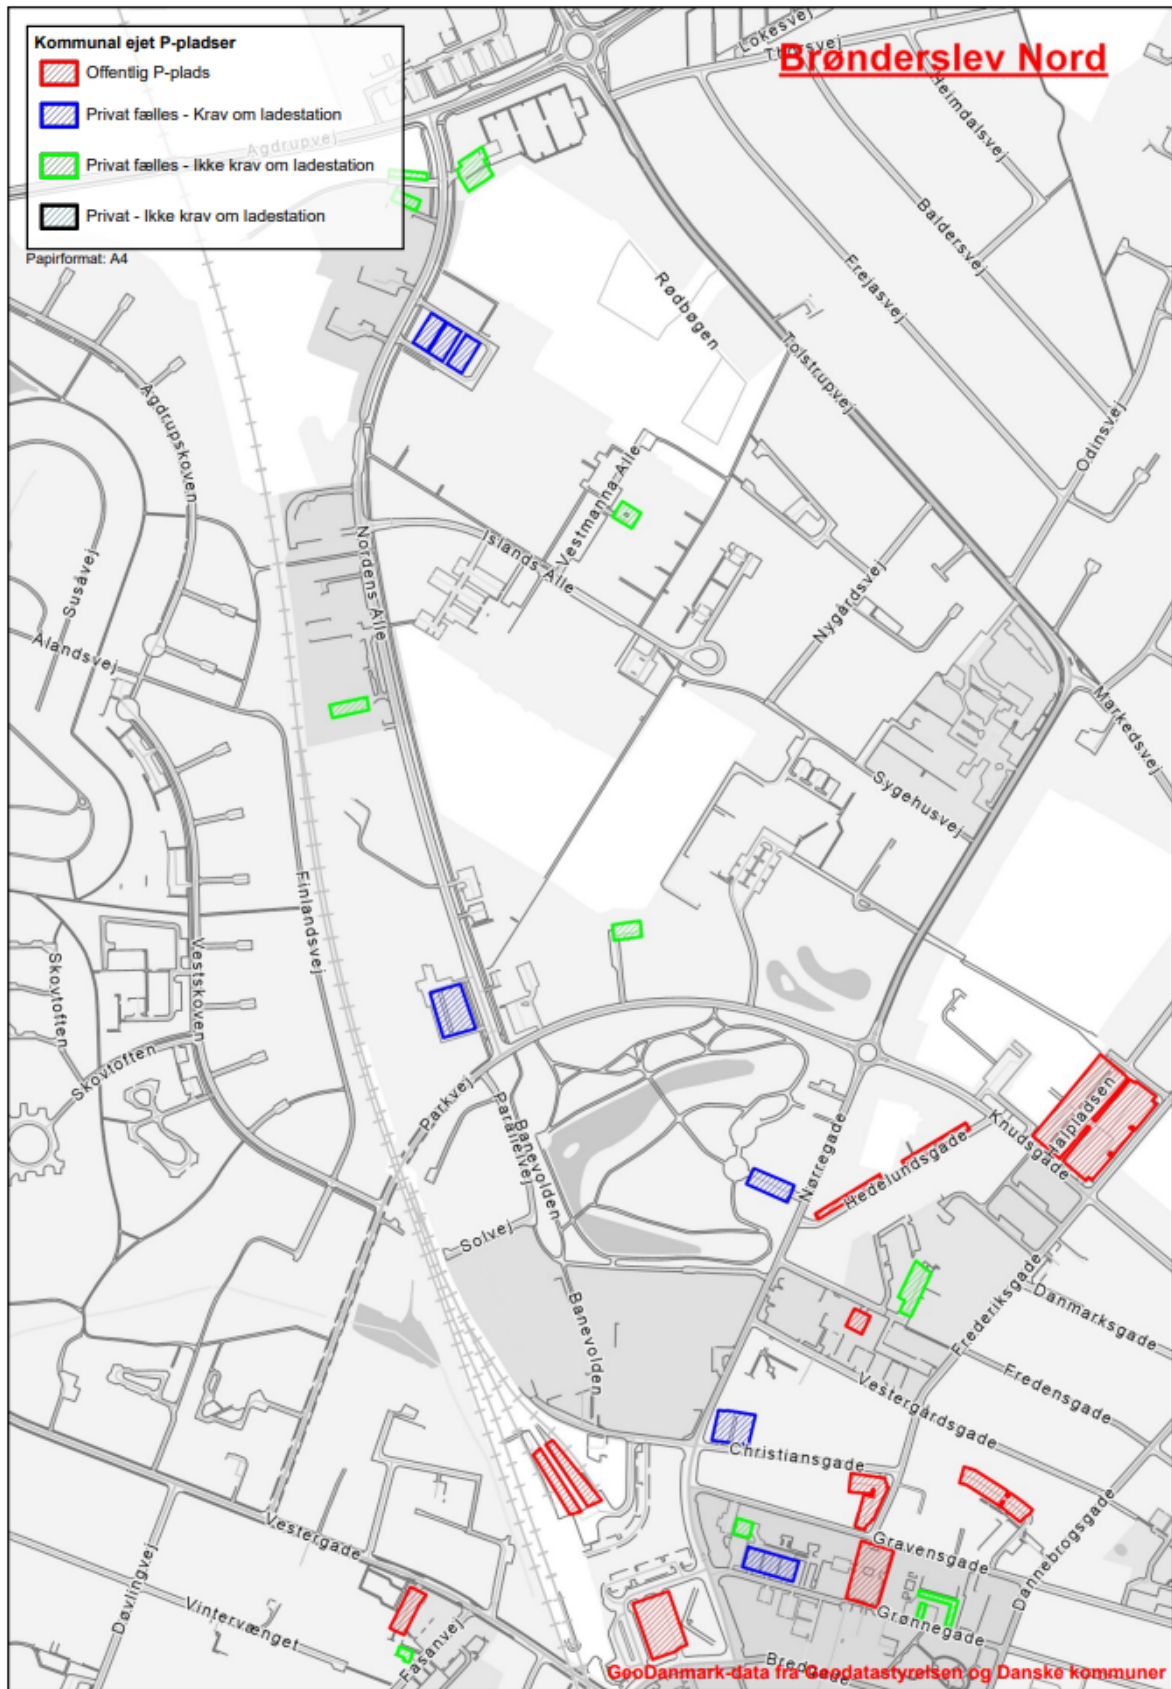 Kommunal ejet P-pladser
Offentlig P-plads
Privat fælles - Krav om ladestation
Privat fælles - Ikke krav om ladestation
Privat - Ikke krav om ladestation
Papirformat: A4
Brønderslev Nord
Lokesvej
Thorsvej
Heimdalsvej
Agdrupvej
Baldersvej
Frejasvej
Rødbøgen
Tolstrupvej
Odinsvej
Agdrupskoven
Vestmanna Alle
Islands Alle
Nordens Alle
Susåvej
Ålandsvej
Nygårdsvej
Markedsvej
Sygehusvej
Finlandsvej
Vestskoven
Skovtoften
Skovtoften
Parkvej
Parallelvej
Banevolden
Solvej
Banevolden
Nørregade
Hedelundsgade
Knudsgade
Talpladsen
Frederiksgade
Danmarksgade
Fredensgade
Vestergårdsgade
Christiansgade
Gravensgade
Dannebrogsgade
Grønnegade
Vestergade
Døvlingvej
Vintervænget
Fasanvej
GeoDanmark-data fra Geodatastyrelsen og Danske kommuner